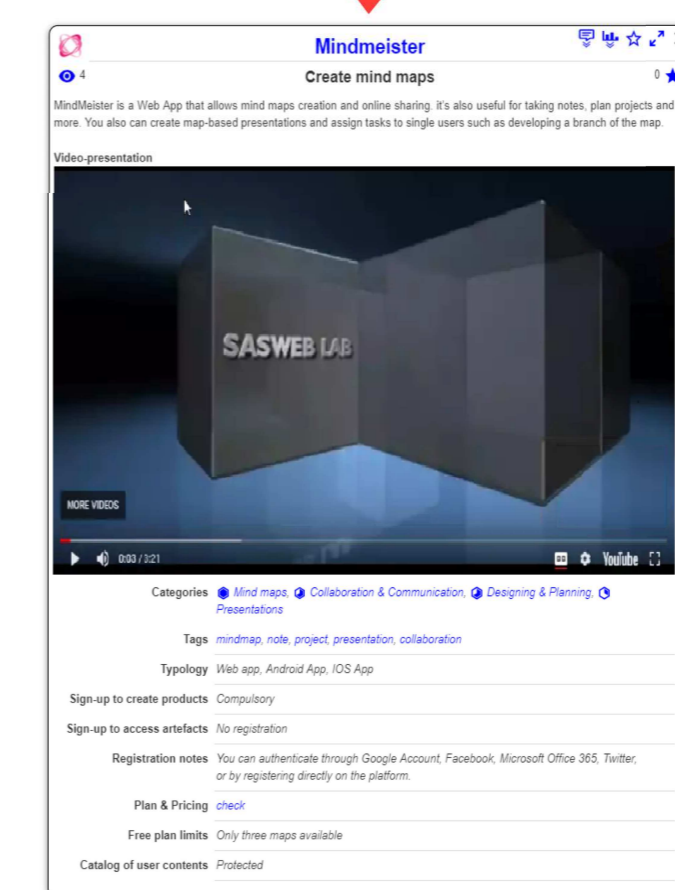 Mindmeister
4
Create mind maps
0
MindMeister is a Web App that allows mind maps creation and online sharing. it's also useful for taking notes, plan projects and
more. You also can create map-based presentations and assign tasks to single users such as developing a branch of the map.
Video-presentation
SASWEB LAB
MORE VIDEOS
0:03 / 3:21
YouTube
Categories Mind maps, Collaboration & Communication, Designing & Planning,
Presentations
Tags mindmap, note, project, presentation, collaboration
Typology Web app, Android App, IOS App
Sign-up to create products Compulsory
Sign-up to access artefacts No registration
Registration notes You can authenticate through Google Account, Facebook, Microsoft Office 365, Twitter,
or by registering directly on the platform.
Plan & Pricing check
Free plan limits Only three maps available
Catalog of user contents Protected